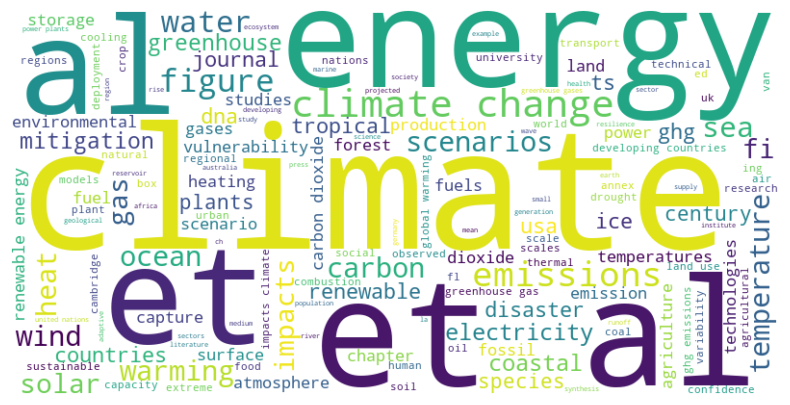 storage
water
ecosystem
power plants
cooling
al
energy
example
transport
regions
crop
greenhouse
journal
nations
university
technical
deployment
rise
marine
land
ed
van
region
figure
dna
studies
climate change
projected
society
greenhouse gases
health
sector
developing
study
ts
uk
environmental
gases
tropical
production
world
power
ghg
sea
mitigation
vulnerability
forest
science
wave
resilience
developing countries
fi
natural
regional
press
scenarios
climate
renewable energy
models
reservoir
box
australia
heating
carbon dioxide
global warming
fuels
earth
ing
air
annex
research
drought
fuel
gas
plants
small
supply
plant
africa
urban
generation
institute
geological
scenario
usa
mean
ice
century
temperature
cambridge
ch
social
germany
observed
scale
scales
temperatures
technologies
agricultural
heat
ocean
impacts climate
dioxide
thermal
land use
et
combustion
fl
carbon
emissions
impacts
greenhouse gas
emission
agriculture
ghg emissions
variability
capture
population
renewable
disaster
coal
united nations
adaptive
wind
sectors
medium
river
la
electricity
runoff
literature
oil
fossil
et al
countries
surface
chapter
coastal
sustainable
warming
food
human
solar
capacity
extreme
atmosphere
soil
species
synthesis
confidence